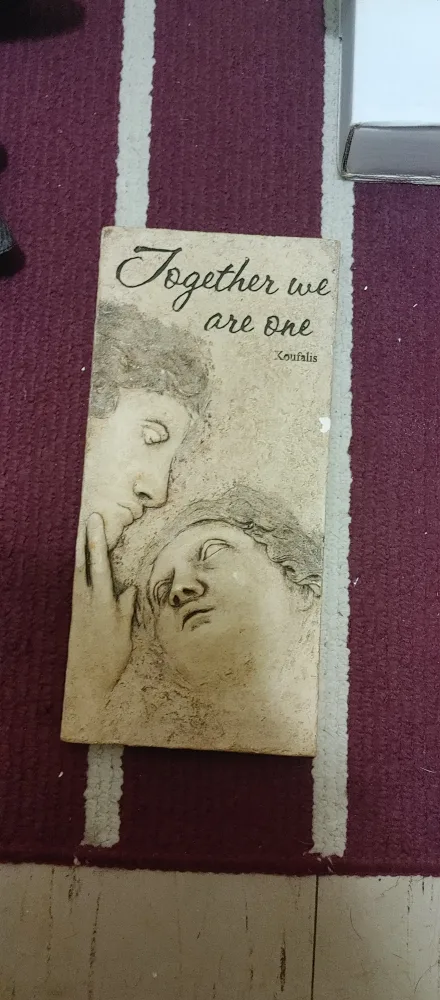 Together we
are one
Koufalis